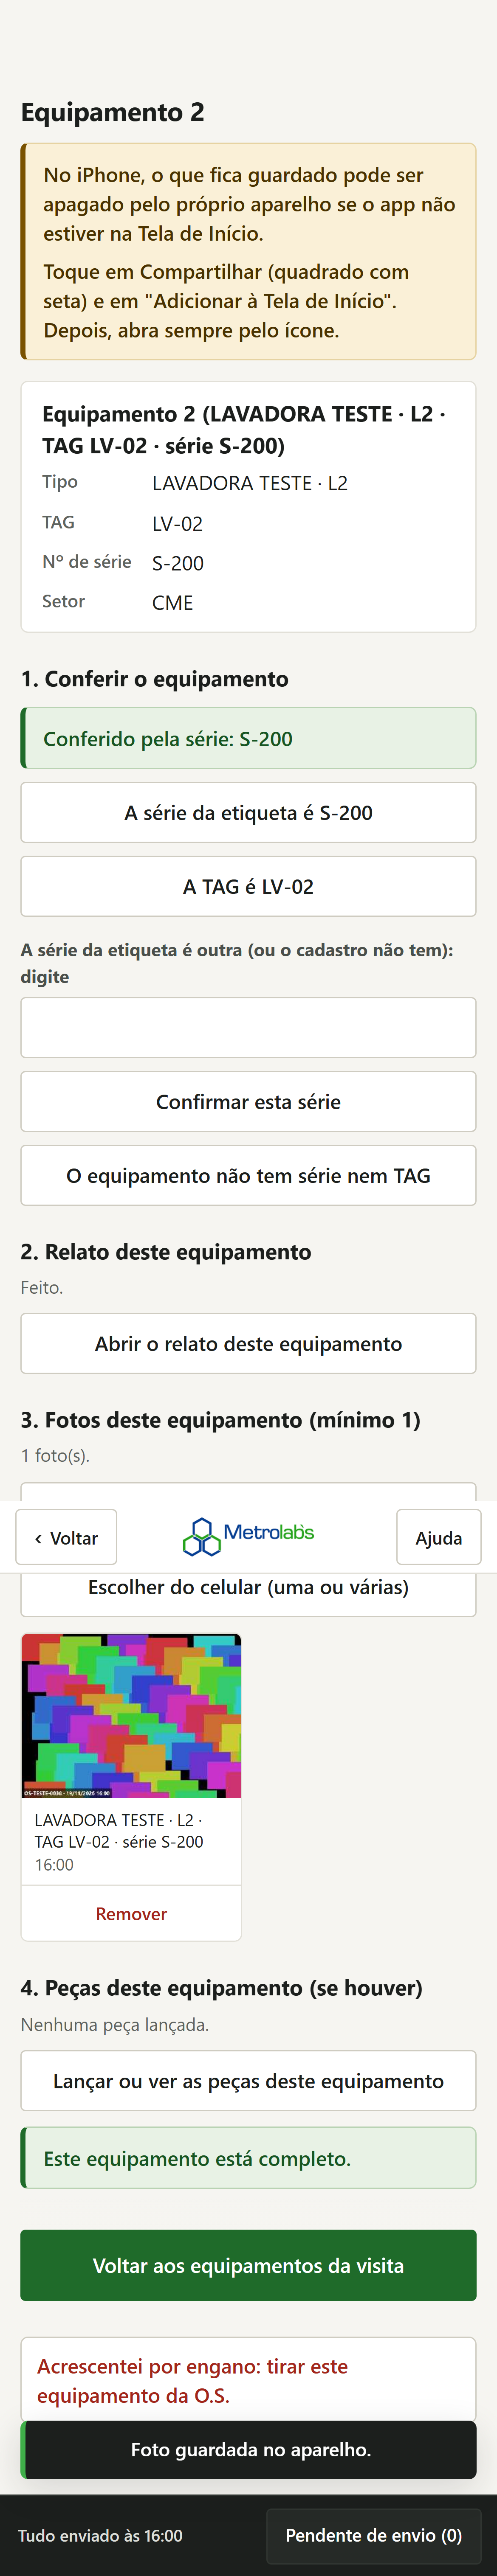 Equipamento 2
No iPhone, o que fica guardado pode ser
apagado pelo próprio aparelho se o app não
estiver na Tela de Início.
Toque em Compartilhar (quadrado com
seta) e em "Adicionar à Tela de Início".
Depois, abra sempre pelo ícone.
Equipamento 2 (LAVADORA TESTE · L2 ·
TAG LV-02 · série S-200)
Tipo LAVADORA TESTE · L2
TAG LV-02
Nº de série S-200
Setor CME
1. Conferir o equipamento
Conferido pela série: S-200
A série da etiqueta é S-200
A TAG é LV-02
A série da etiqueta é outra (ou o cadastro não tem):
digite
Confirmar esta série
O equipamento não tem série nem TAG
2. Relato deste equipamento
Feito.
Abrir o relato deste equipamento
3. Fotos deste equipamento (mínimo 1)
1 foto(s).
‹ Voltar Metrolabs Ajuda
Escolher do celular (uma ou várias)
LAVADORA TESTE · L2 ·
TAG LV-02 · série S-200
16:00
Remover
4. Peças deste equipamento (se houver)
Nenhuma peça lançada.
Lançar ou ver as peças deste equipamento
Este equipamento está completo.
Voltar aos equipamentos da visita
Acrescentei por engano: tirar este
equipamento da O.S.
Foto guardada no aparelho.
Tudo enviado às 16:00 Pendente de envio (0)